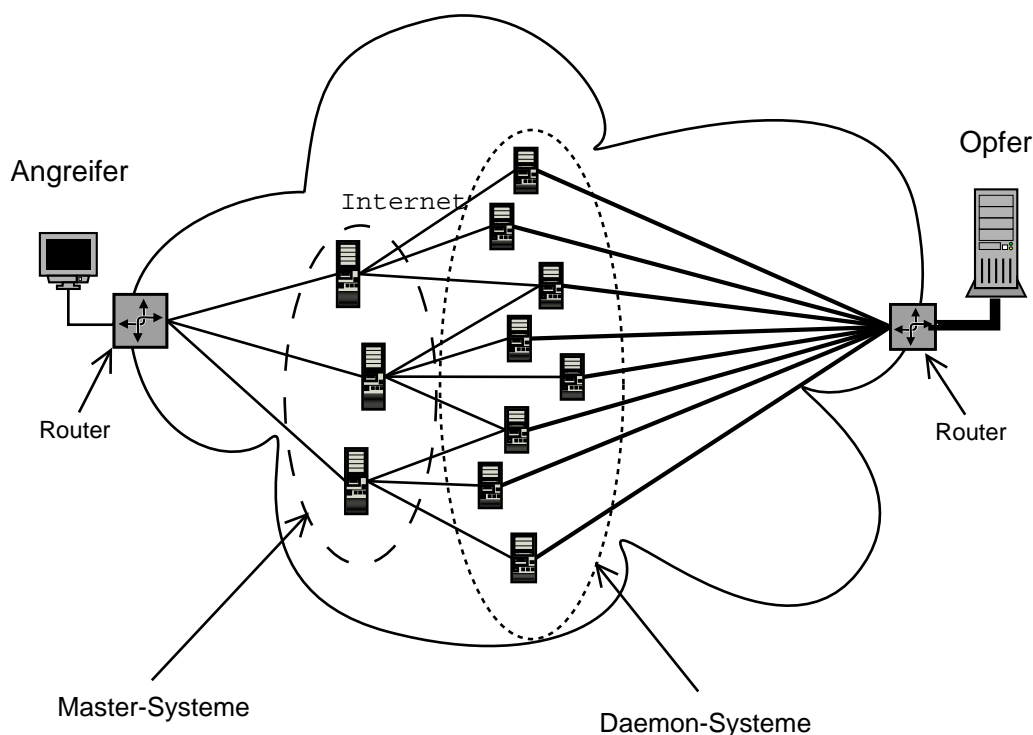 Opfer
Angreifer
Internet
Router
Router
Master-Systeme
Daemon-Systeme